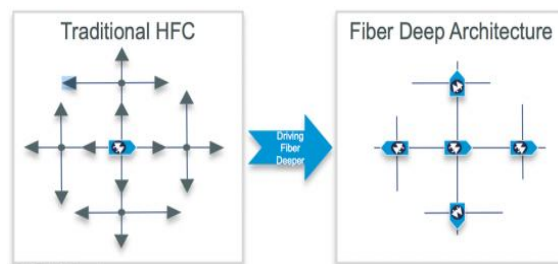 Traditional HFC
Fiber Deep Architecture
Driving
Fiber
Deeper